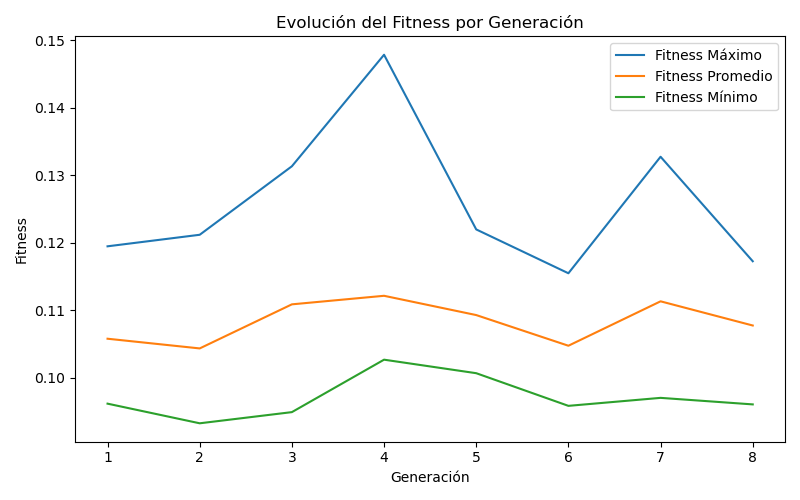 Evolución del Fitness por Generación
Fitness Máximo
Fitness Promedio
Fitness Mínimo
Fitness
0.15
0.14
0.13
0.12
0.11
0.10
1 2 3 4 5 6 7 8
Generación